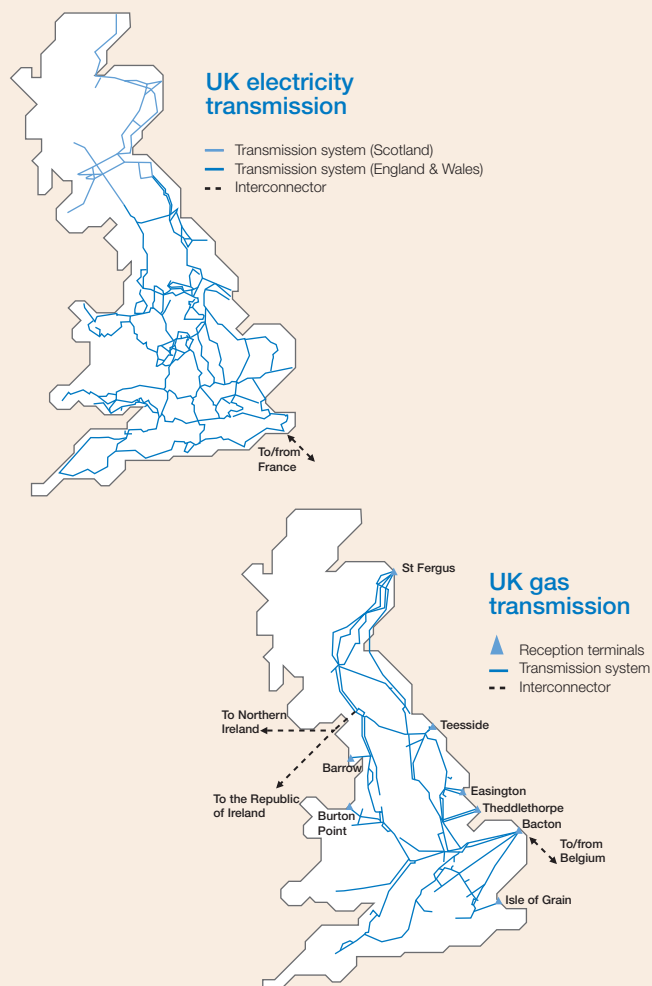 UK electricity
transmission
Transmission system (Scotland)
Transmission system (England & Wales)
Interconnector
To/from
France
St Fergus
UK gas
transmission
Reception terminals
Transmission system
Interconnector
To Northern
Ireland
Teesside
Barrow
To the Republic
of Ireland
Easington
Theddlethorpe
Burton
Point
Bacton
To/from
Belgium
Isle of Grain